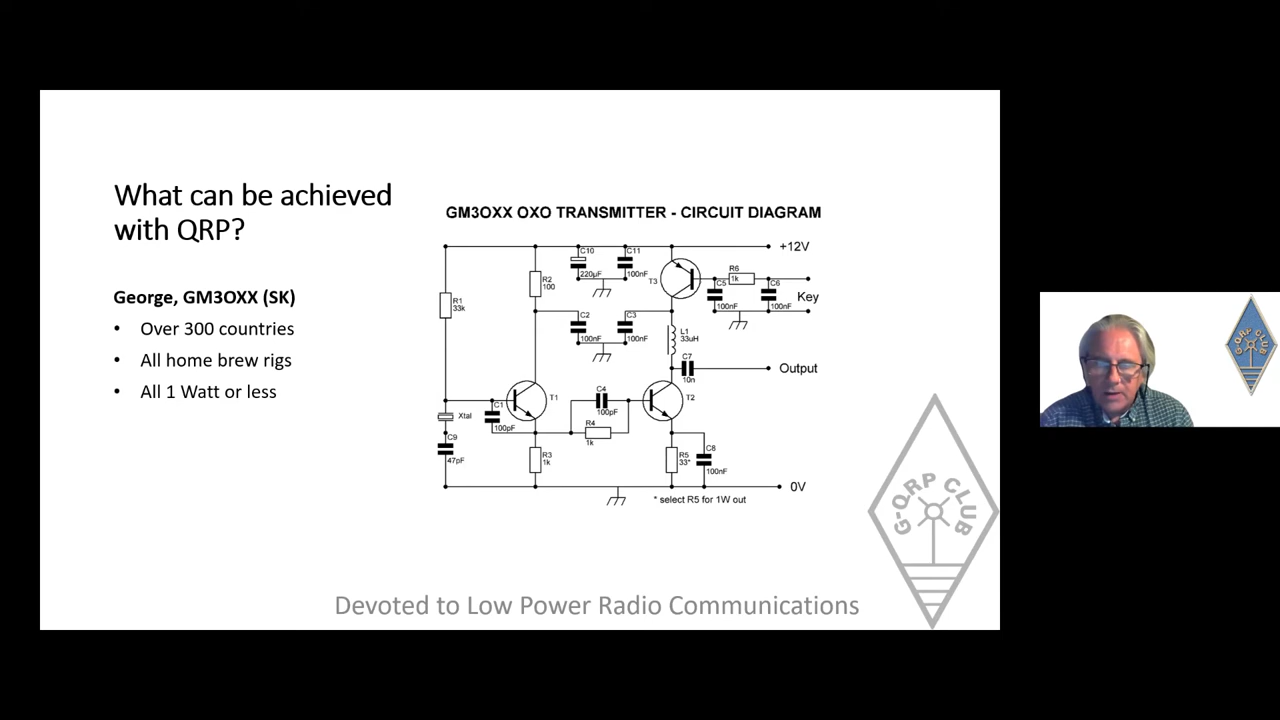 What can be achieved
with QRP?
George, GM3OXX (SK)
• Over 300 countries
• All home brew rigs
• All 1 Watt or less
GM3OXX OXO TRANSMITTER - CIRCUIT DIAGRAM
+12V
C10
220µF
C11
100nF
R6
1k
T3
C5
100nF
C6
100nF
Key
R2
100
R1
33k
C2
100nF
C3
100nF
L1
33uH
C7
10n
Output
T1
C4
100pF
T2
C1
100pF
Xtal
R4
1k
C9
47pF
R3
1k
R5
33*
C8
100nF
0V
* select R5 for 1W out
G-QRP CLUB
Devoted to Low Power Radio Communications
G-QRP CLUB